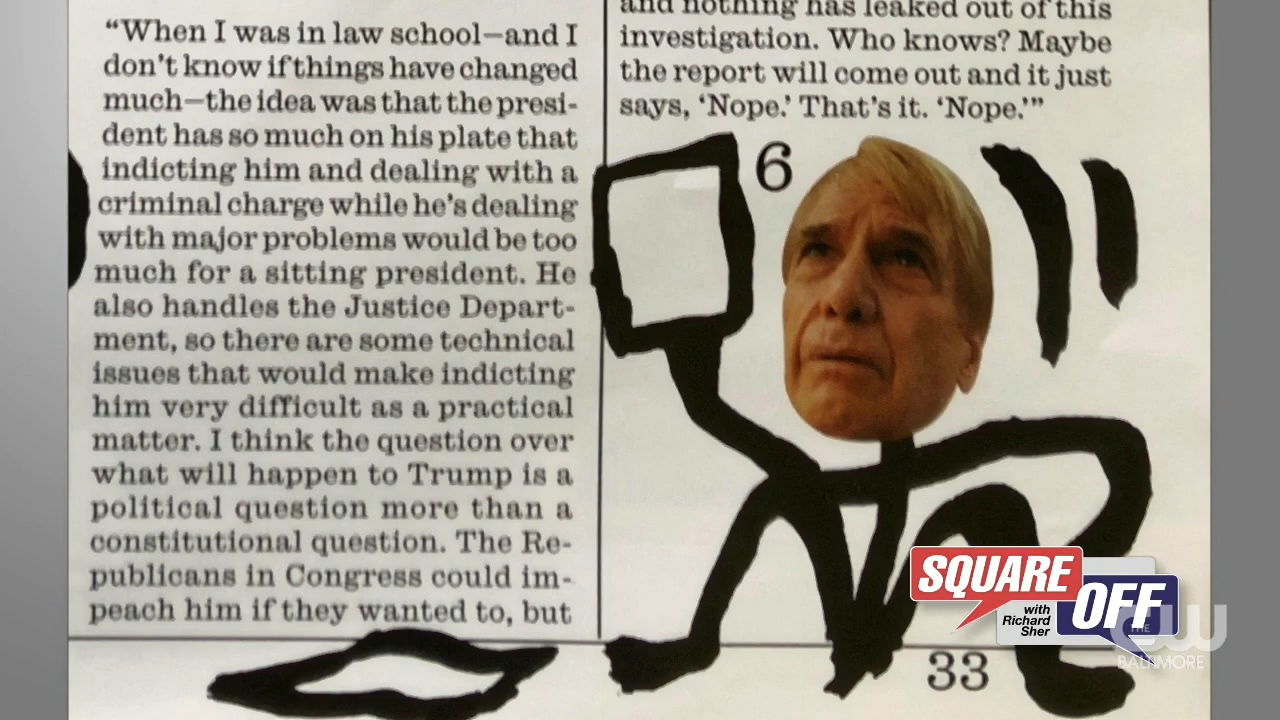 “When I was in law school—and I
don’t know if things have changed
much—the idea was that the presi-
dent has so much on his plate that
indicting him and dealing with a
criminal charge while he’s dealing
with major problems would be too
much for a sitting president. He
also handles the Justice Depart-
ment, so there are some technical
issues that would make indicting
him very difficult as a practical
matter. I think the question over
what will happen to Trump is a
political question more than a
constitutional question. The Re-
publicans in Congress could im-
peach him if they wanted to, but
and nothing has leaked out of this
investigation. Who knows? Maybe
the report will come out and it just
says, ‘Nope.’ That’s it. ‘Nope.’”
6
33
SQUARE
OFF
with
Richard
Sher
THE
CW
BALTIMORE